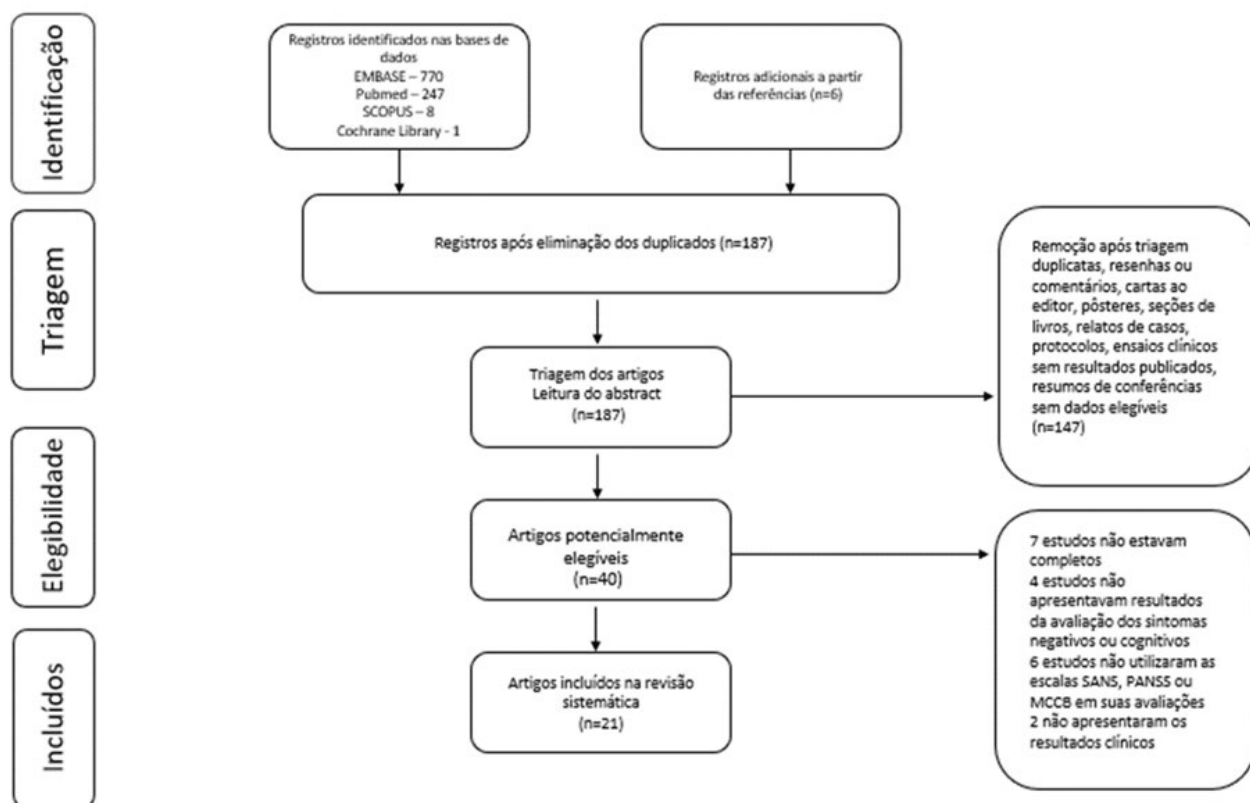 Identificação
Registros identificados nas bases de
dados
EMBASE – 770
Pubmed – 247
SCOPUS – 8
Cochrane Library - 1
Registros adicionais a partir
das referências (n=6)
Triagem
Registros após eliminação dos duplicados (n=187)
Triagem dos artigos
Leitura do abstract
(n=187)
Remoção após triagem
duplicatas, resenhas ou
comentários, cartas ao
editor, pôsteres, seções de
livros, relatos de casos,
protocolos, ensaios clínicos
sem resultados publicados,
resumos de conferências
sem dados elegíveis
(n=147)
Elegibilidade
Artigos potencialmente
elegíveis
(n=40)
7 estudos não estavam
completos
4 estudos não
apresentavam resultados
da avaliação dos sintomas
negativos ou cognitivos
6 estudos não utilizaram as
escalas SANS, PANSS ou
MCCB em suas avaliações
2 não apresentaram os
resultados clínicos
Incluídos
Artigos incluídos na revisão
sistemática
(n=21)